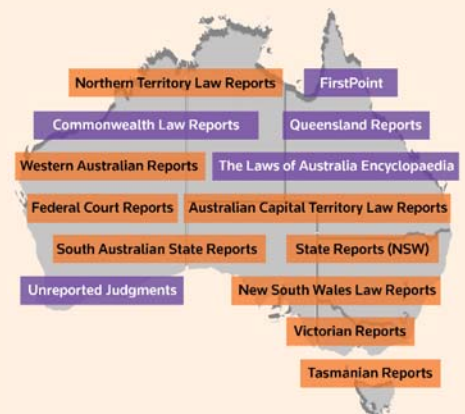 Northern Territory Law Reports
FirstPoint
Commonwealth Law Reports
Queensland Reports
Western Australian Reports
The Laws of Australia Encyclopaedia
Federal Court Reports
Australian Capital Territory Law Reports
South Australian State Reports
State Reports (NSW)
Unreported Judgments
New South Wales Law Reports
Victorian Reports
Tasmanian Reports